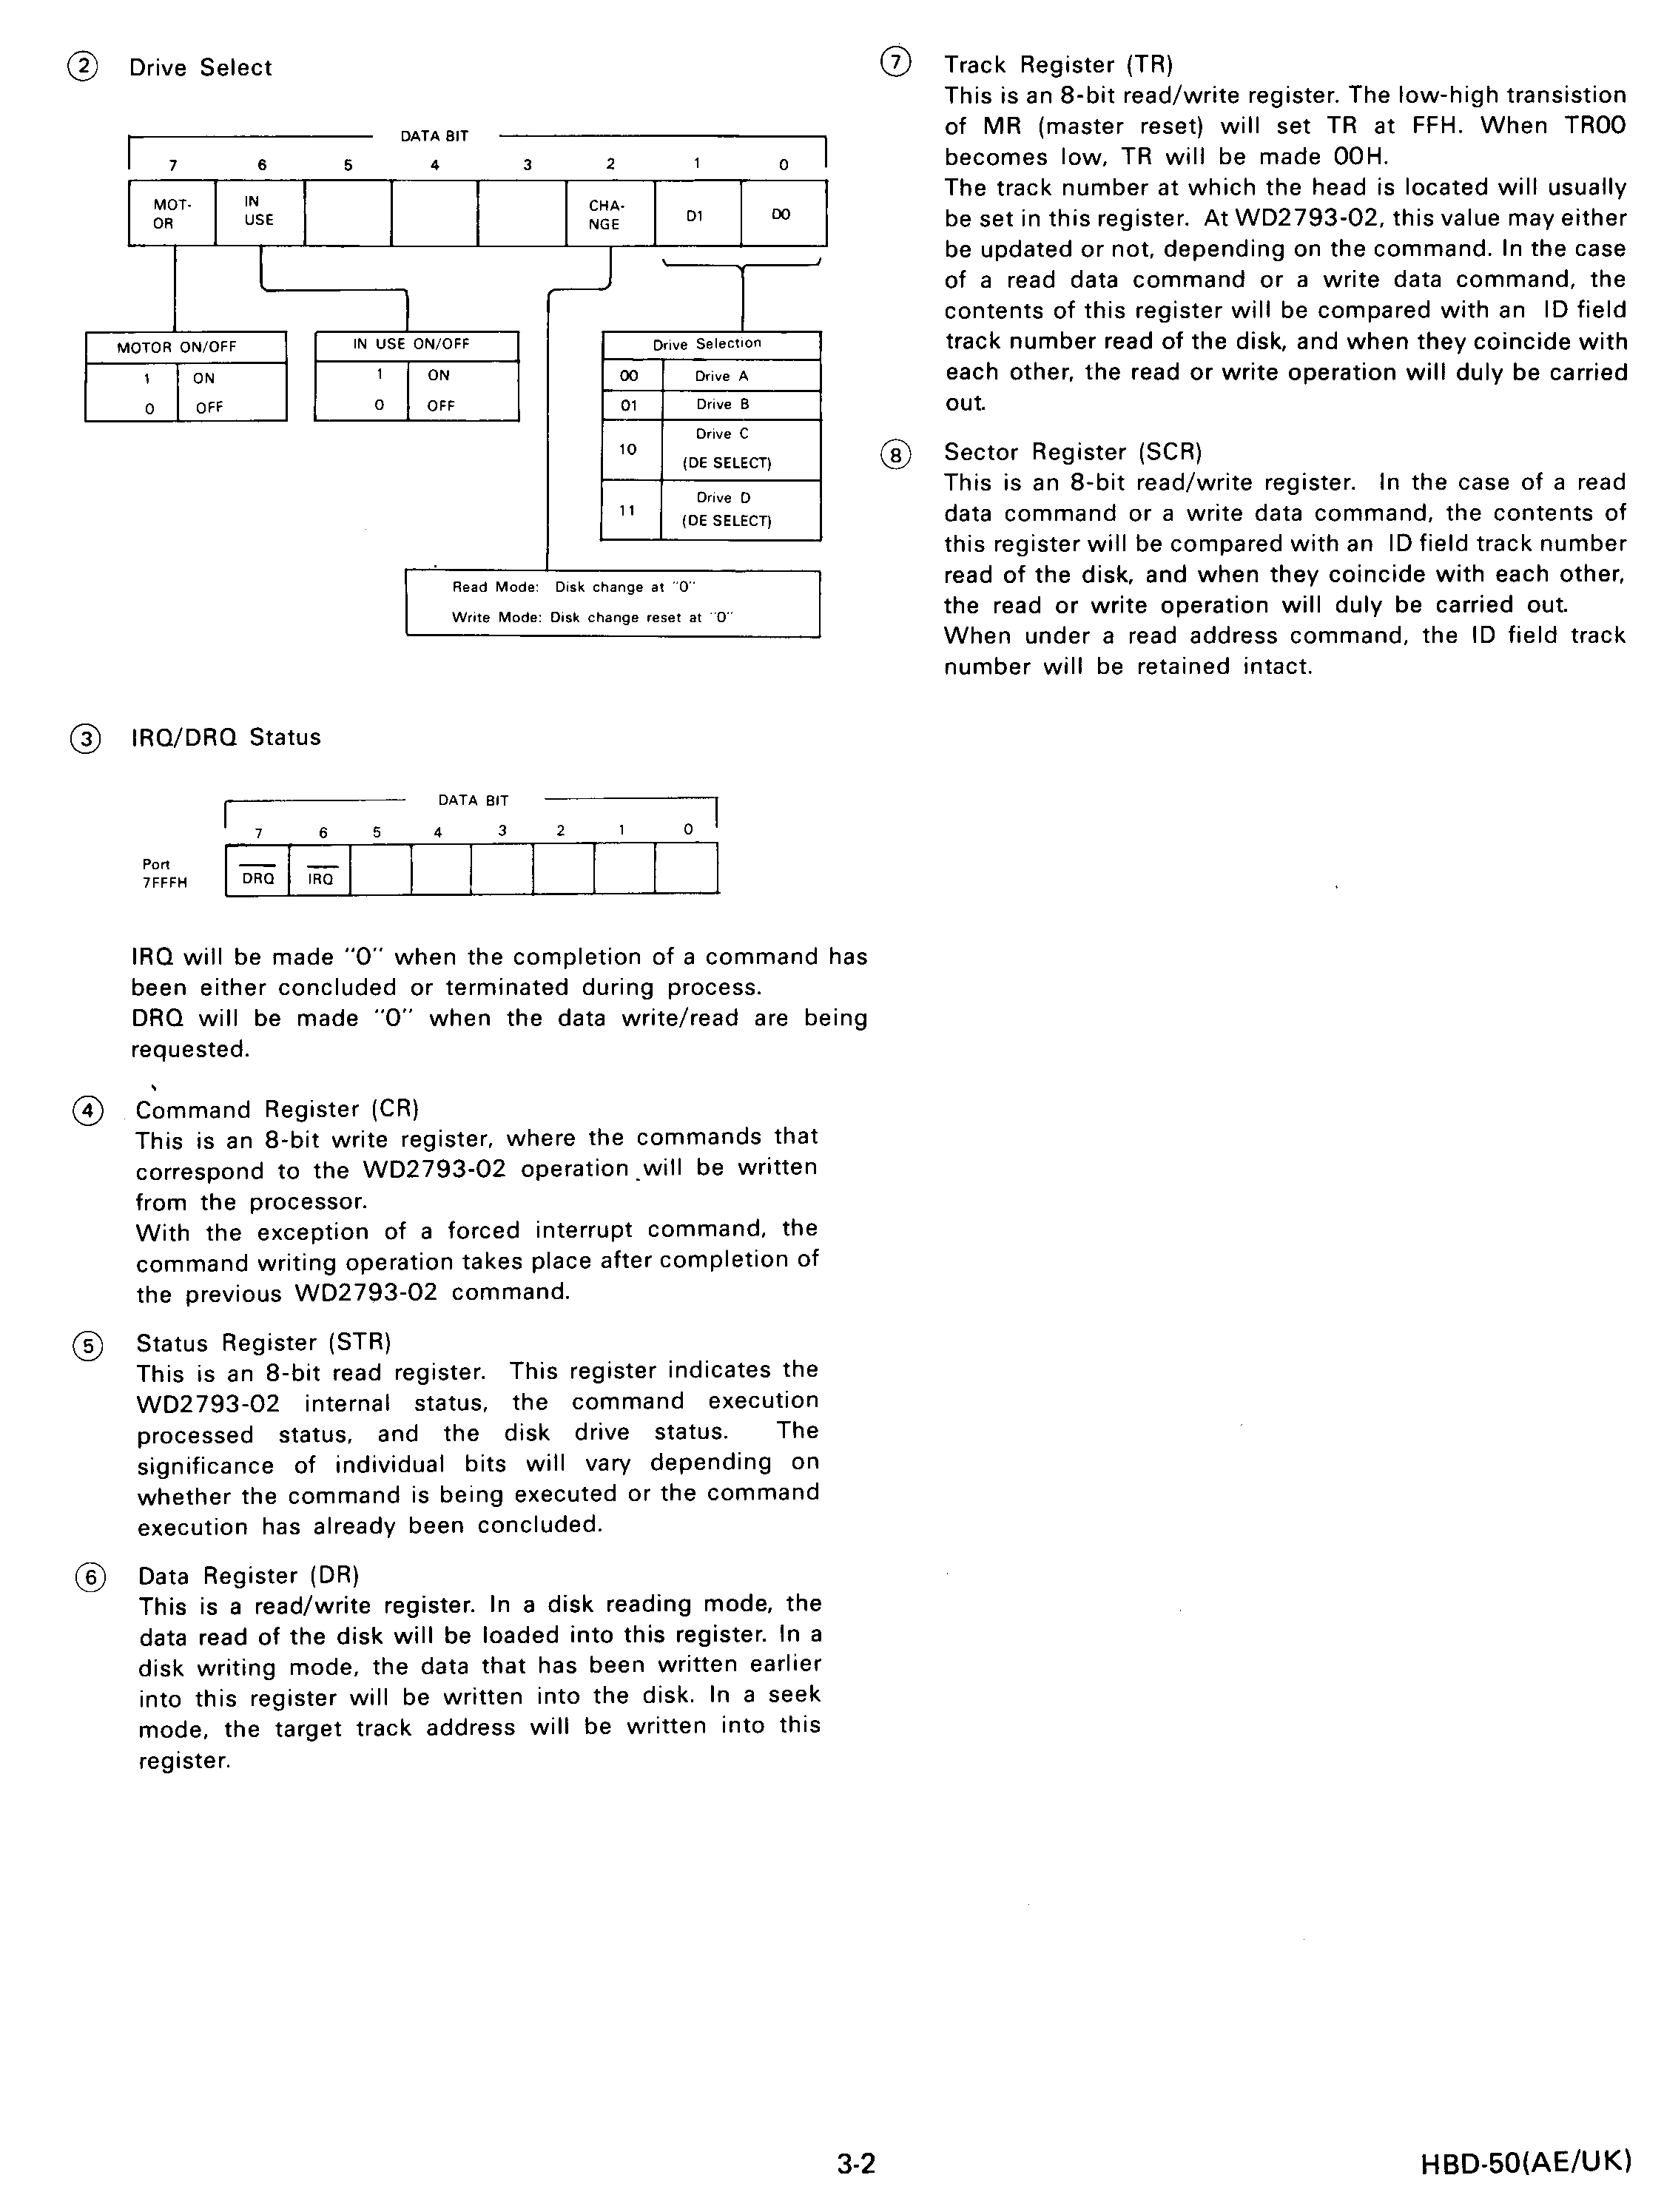 ② Drive Select
DATA BIT
7 6 5 4 3 2 1 0
MOT-
OR
IN
USE
CHA-
NGE
D1
D0
MOTOR ON/OFF
1 ON
0 OFF
IN USE ON/OFF
1 ON
0 OFF
Drive Selection
00 Drive A
01 Drive B
10 Drive C
(DE SELECT)
11 Drive D
(DE SELECT)
Read Mode: Disk change at "0"
Write Mode: Disk change reset at "0"
③ IRQ/DRQ Status
DATA BIT
7 6 5 4 3 2 1 0
Port
7FFFH
DRQ
IRQ
IRQ will be made "0" when the completion of a command has
been either concluded or terminated during process.
DRQ will be made "0" when the data write/read are being
requested.
④ Command Register (CR)
This is an 8-bit write register, where the commands that
correspond to the WD2793-02 operation will be written
from the processor.
With the exception of a forced interrupt command, the
command writing operation takes place after completion of
the previous WD2793-02 command.
⑤ Status Register (STR)
This is an 8-bit read register. This register indicates the
WD2793-02 internal status, the command execution
processed status, and the disk drive status. The
significance of individual bits will vary depending on
whether the command is being executed or the command
execution has already been concluded.
⑥ Data Register (DR)
This is a read/write register. In a disk reading mode, the
data read of the disk will be loaded into this register. In a
disk writing mode, the data that has been written earlier
into this register will be written into the disk. In a seek
mode, the target track address will be written into this
register.
⑦ Track Register (TR)
This is an 8-bit read/write register. The low-high transistion
of MR (master reset) will set TR at FFH. When TR00
becomes low, TR will be made 00H.
The track number at which the head is located will usually
be set in this register. At WD2793-02, this value may either
be updated or not, depending on the command. In the case
of a read data command or a write data command, the
contents of this register will be compared with an ID field
track number read of the disk, and when they coincide with
each other, the read or write operation will duly be carried
out.
⑧ Sector Register (SCR)
This is an 8-bit read/write register. In the case of a read
data command or a write data command, the contents of
this register will be compared with an ID field track number
read of the disk, and when they coincide with each other,
the read or write operation will duly be carried out.
When under a read address command, the ID field track
number will be retained intact.
3-2
HBD-50(AE/UK)